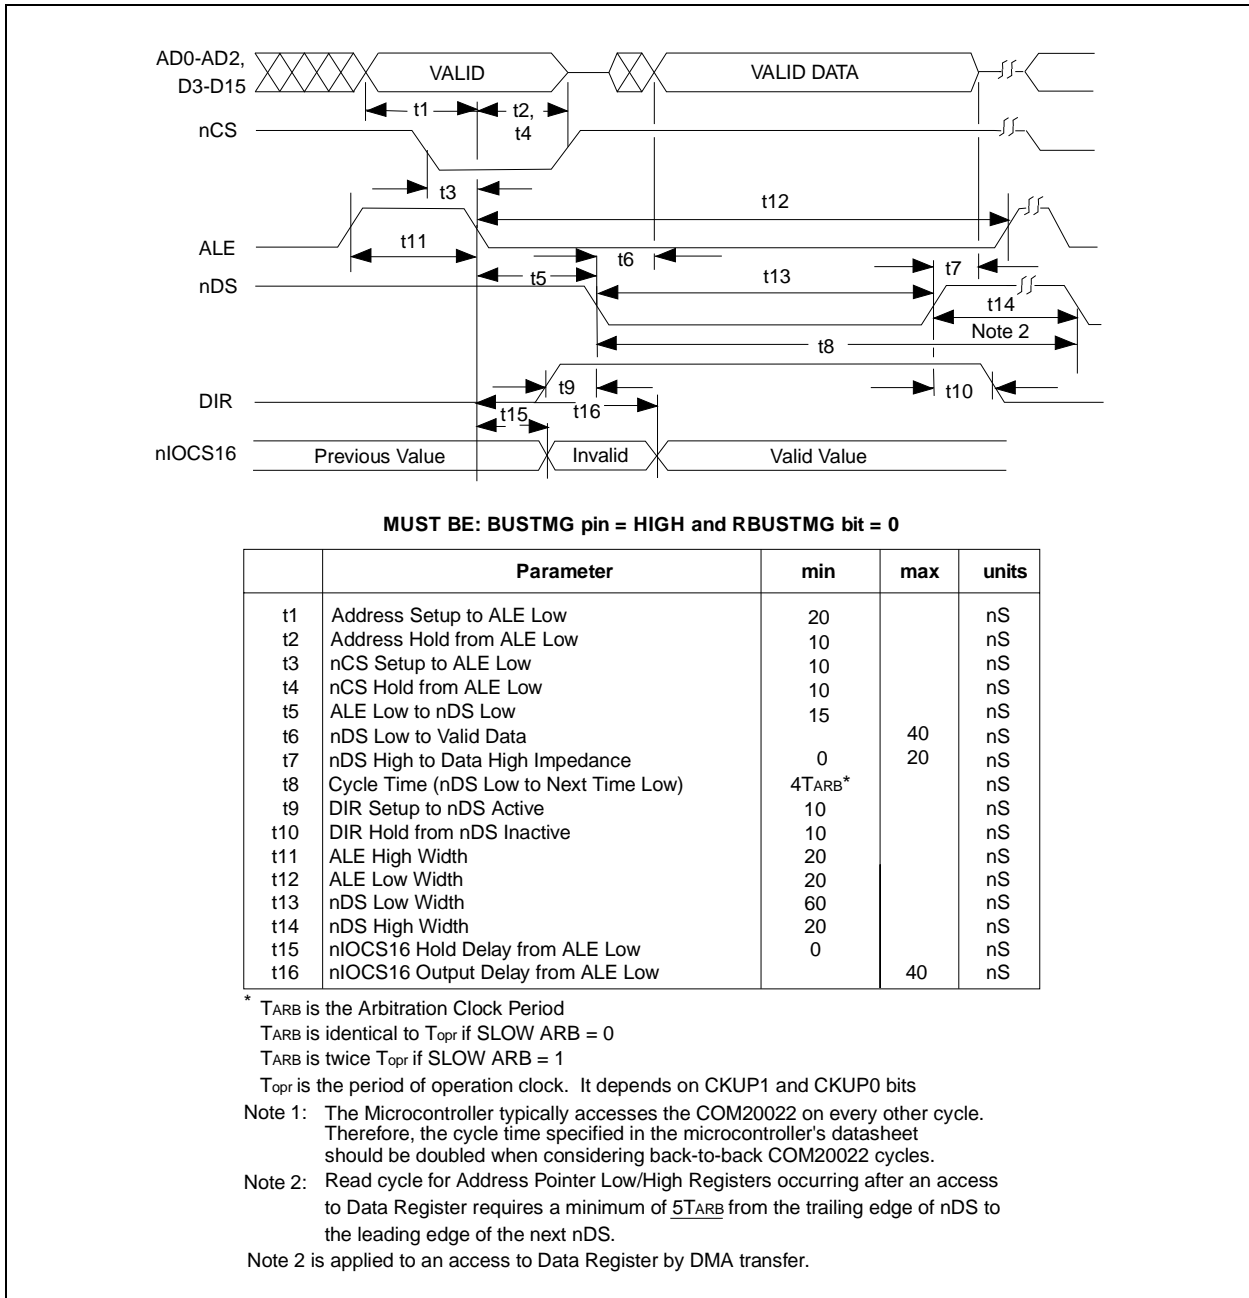 AD0-AD2,
D3-D15
VALID
VALID DATA
t1
t2,
t4
nCS
t3
t12
ALE
t11
t6
t7
t5
nDS
t13
t14
Note 2
t8
t9
t10
DIR
t15
t16
nIOCS16
Previous Value
Invalid
Valid Value
MUST BE: BUSTMG pin = HIGH and RBUSTMG bit = 0
Parameter min max units
t1 Address Setup to ALE Low 20 nS
t2 Address Hold from ALE Low 10 nS
t3 nCS Setup to ALE Low 10 nS
t4 nCS Hold from ALE Low 10 nS
t5 ALE Low to nDS Low 15 nS
t6 nDS Low to Valid Data 40 nS
t7 nDS High to Data High Impedance 0 20 nS
t8 Cycle Time (nDS Low to Next Time Low) 4TARB* nS
t9 DIR Setup to nDS Active 10 nS
t10 DIR Hold from nDS Inactive 10 nS
t11 ALE High Width 20 nS
t12 ALE Low Width 20 nS
t13 nDS Low Width 60 nS
t14 nDS High Width 20 nS
t15 nIOCS16 Hold Delay from ALE Low 0 nS
t16 nIOCS16 Output Delay from ALE Low 40 nS
* TARB is the Arbitration Clock Period
TARB is identical to Topr if SLOW ARB = 0
TARB is twice Topr if SLOW ARB = 1
Topr is the period of operation clock. It depends on CKUP1 and CKUP0 bits
Note 1: The Microcontroller typically accesses the COM20022 on every other cycle.
Therefore, the cycle time specified in the microcontroller's datasheet
should be doubled when considering back-to-back COM20022 cycles.
Note 2: Read cycle for Address Pointer Low/High Registers occurring after an access
to Data Register requires a minimum of 5TARB from the trailing edge of nDS to
the leading edge of the next nDS.
Note 2 is applied to an access to Data Register by DMA transfer.